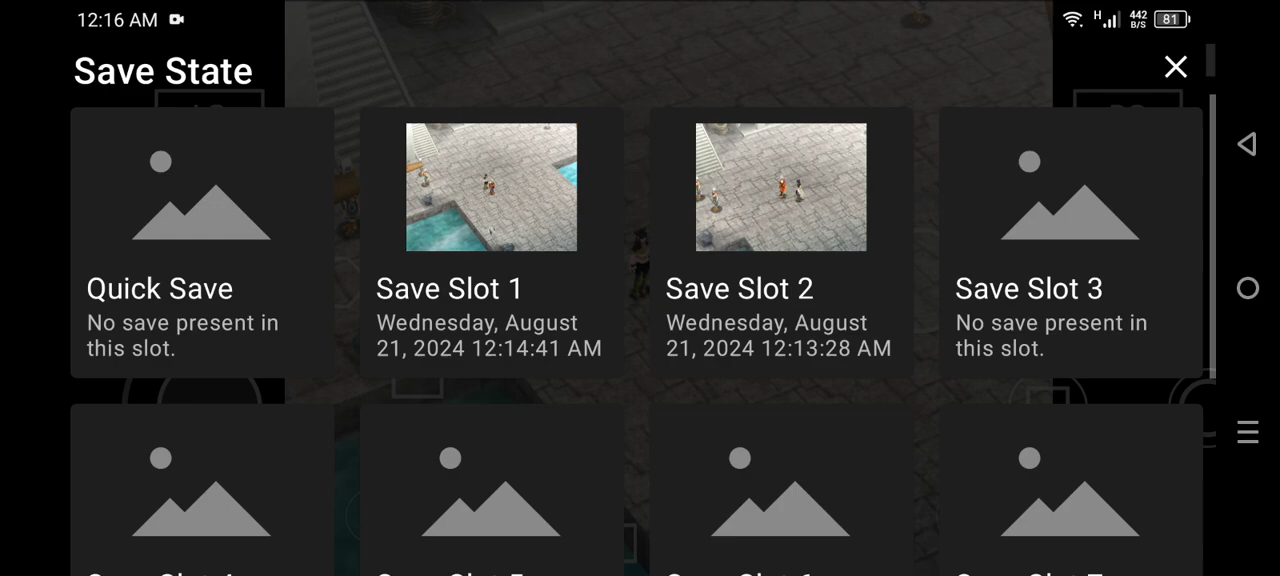 12:16 AM
H
442
B/S
81
Save State
Quick Save
No save present in
this slot.
Save Slot 1
Wednesday, August
21, 2024 12:14:41 AM
Save Slot 2
Wednesday, August
21, 2024 12:13:28 AM
Save Slot 3
No save present in
this slot.